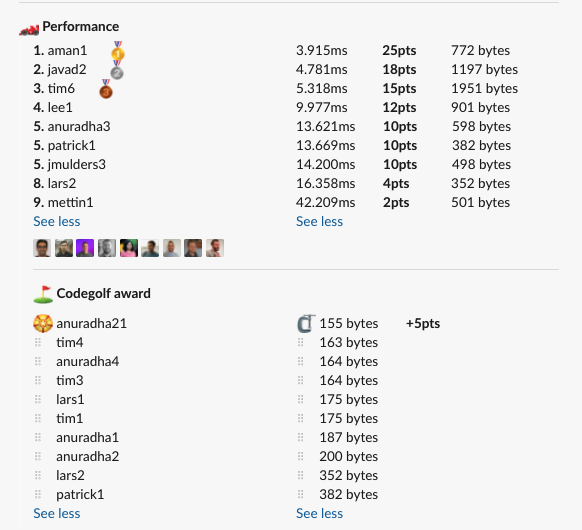 Performance
1. aman1 3.915ms 25pts 772 bytes
2. javad2 4.781ms 18pts 1197 bytes
3. tim6 5.318ms 15pts 1951 bytes
4. lee1 9.977ms 12pts 901 bytes
5. anuradha3 13.621ms 10pts 598 bytes
5. patrick1 13.669ms 10pts 382 bytes
5. jmulders3 14.200ms 10pts 498 bytes
8. lars2 16.358ms 4pts 352 bytes
9. mettin1 42.209ms 2pts 501 bytes
See less See less
Codegolf award
anuradha21 155 bytes +5pts
tim4 163 bytes
anuradha4 164 bytes
tim3 164 bytes
lars1 175 bytes
tim1 175 bytes
anuradha1 187 bytes
anuradha2 200 bytes
lars2 352 bytes
patrick1 382 bytes
See less See less